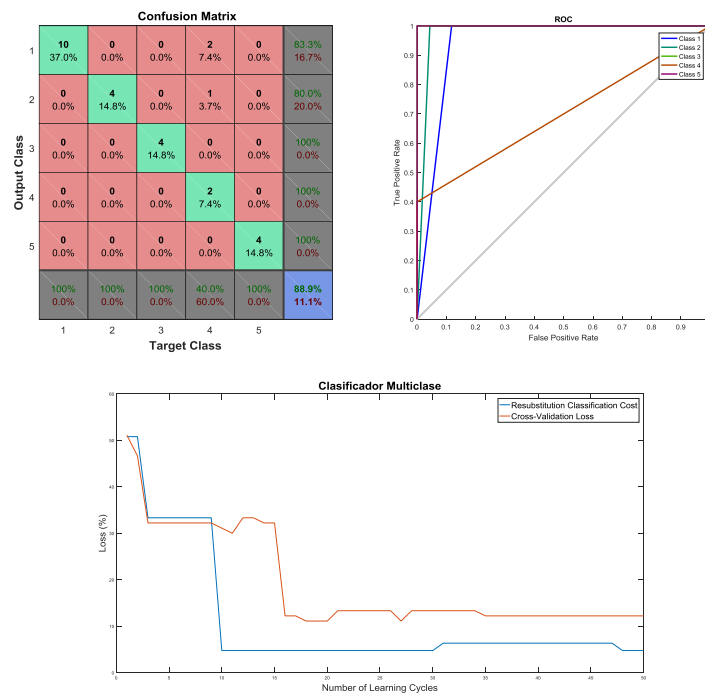 Confusion Matrix
10 0 0 2 0 83.3%
1 37.0% 0.0% 0.0% 7.4% 0.0% 16.7%
0 4 0 1 0 80.0%
2 0.0% 14.8% 0.0% 3.7% 0.0% 20.0%
0 0 4 0 0 100%
3 0.0% 0.0% 14.8% 0.0% 0.0% 0.0%
0 0 0 2 0 100%
4 0.0% 0.0% 0.0% 7.4% 0.0% 0.0%
0 0 0 0 4 100%
5 0.0% 0.0% 0.0% 0.0% 14.8% 0.0%
100% 100% 100% 40.0% 100% 88.9%
0.0% 0.0% 0.0% 60.0% 0.0% 11.1%
1 2 3 4 5
Target Class
Output Class
ROC
Class 1
Class 2
Class 3
Class 4
Class 5
1
0.9
0.8
0.7
0.6
0.5
0.4
0.3
0.2
0.1
0
0 0.1 0.2 0.3 0.4 0.5 0.6 0.7 0.8 0.9
False Positive Rate
True Positive Rate
Clasificador Multiclase
Resubstitution Classification Cost
Cross-Validation Loss
60
50
40
30
20
10
0
0 5 10 15 20 25 30 35 40 45 50
Number of Learning Cycles
Loss (%)